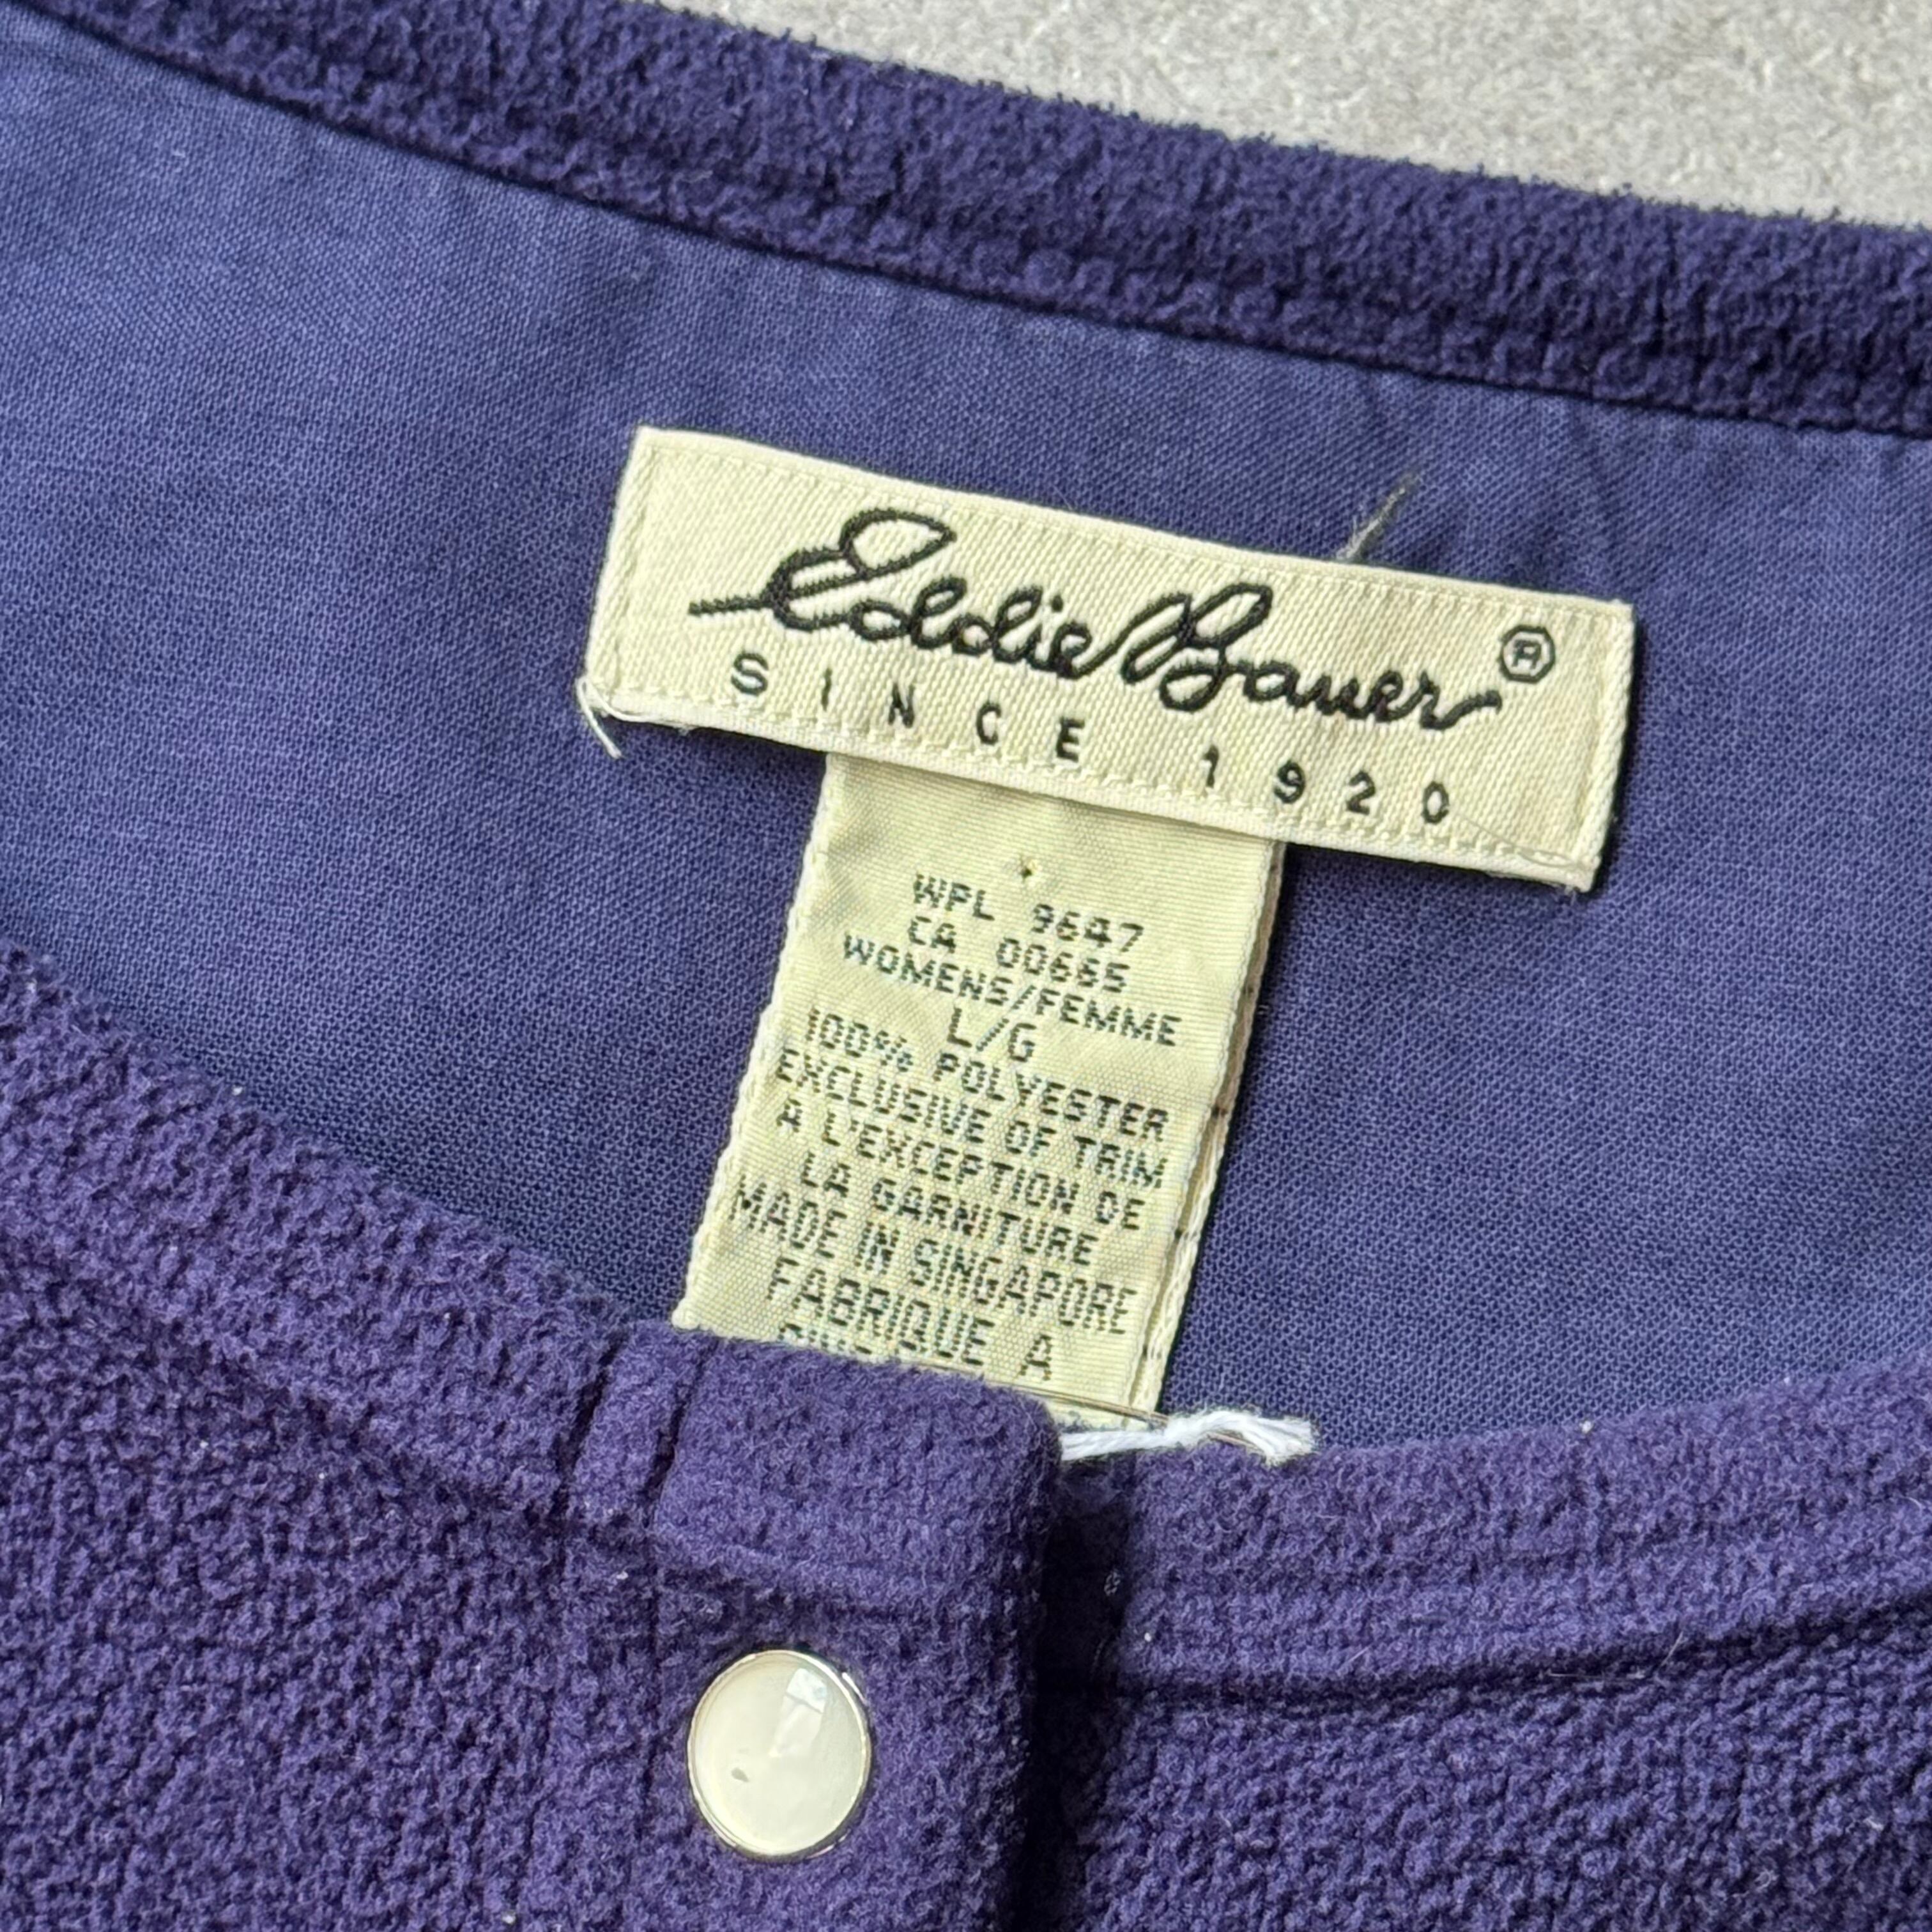 Eddie Bauer®
SINCE 1920
WPL 9647
CA 00665
WOMENS/FEMME
L/G
100% POLYESTER
EXCLUSIVE OF TRIM
A L'EXCEPTION DE
LA GARNITURE
MADE IN SINGAPORE
FABRIQUE A